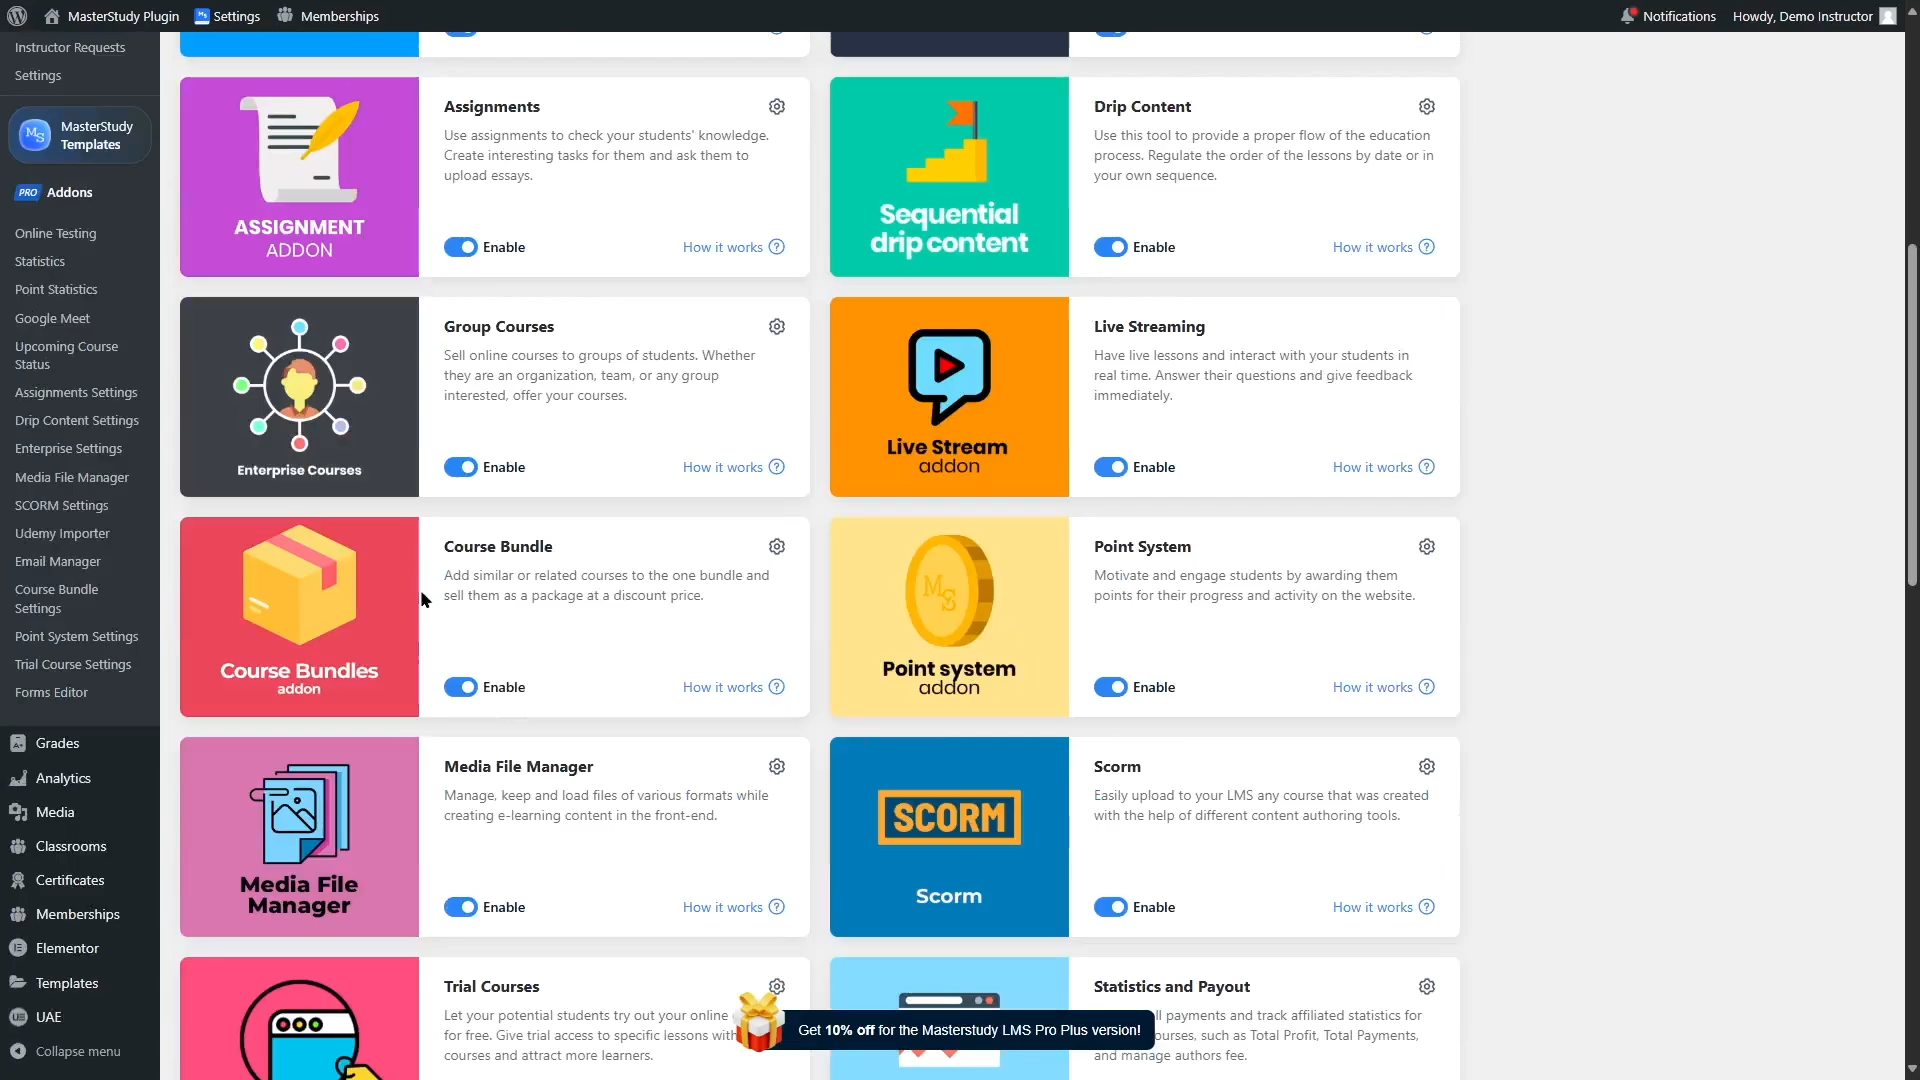 MasterStudy Plugin
Settings
Memberships
Notifications
Howdy, Demo Instructor
Instructor Requests
Settings
MasterStudy
Templates
PRO Addons
Online Testing
Statistics
Point Statistics
Google Meet
Upcoming Course
Status
Assignments Settings
Drip Content Settings
Enterprise Settings
Media File Manager
SCORM Settings
Udemy Importer
Email Manager
Course Bundle
Settings
Point System Settings
Trial Course Settings
Forms Editor
Grades
Analytics
Media
Classrooms
Certificates
Memberships
Elementor
Templates
UAE
Collapse menu
ASSIGNMENT
ADDON
Assignments
Use assignments to check your students' knowledge.
Create interesting tasks for them and ask them to
upload essays.
Enable
How it works
Sequential
drip content
Drip Content
Use this tool to provide a proper flow of the education
process. Regulate the order of the lessons by date or in
your own sequence.
Enable
How it works
Enterprise Courses
Group Courses
Sell online courses to groups of students. Whether
they are an organization, team, or any group
interested, offer your courses.
Enable
How it works
Live Stream
addon
Live Streaming
Have live lessons and interact with your students in
real time. Answer their questions and give feedback
immediately.
Enable
How it works
Course Bundles
addon
Course Bundle
Add similar or related courses to the one bundle and
sell them as a package at a discount price.
Enable
How it works
MS
Point system
addon
Point System
Motivate and engage students by awarding them
points for their progress and activity on the website.
Enable
How it works
Media File
Manager
Media File Manager
Manage, keep and load files of various formats while
creating e-learning content in the front-end.
Enable
How it works
SCORM
Scorm
Scorm
Easily upload to your LMS any course that was created
with the help of different content authoring tools.
Enable
How it works
Trial Courses
Let your potential students try out your online
for free. Give trial access to specific lessons with
courses and attract more learners.
Statistics and Payout
payments and track affiliated statistics for
courses, such as Total Profit, Total Payments,
and manage authors fee.
Get 10% off for the Masterstudy LMS Pro Plus version!